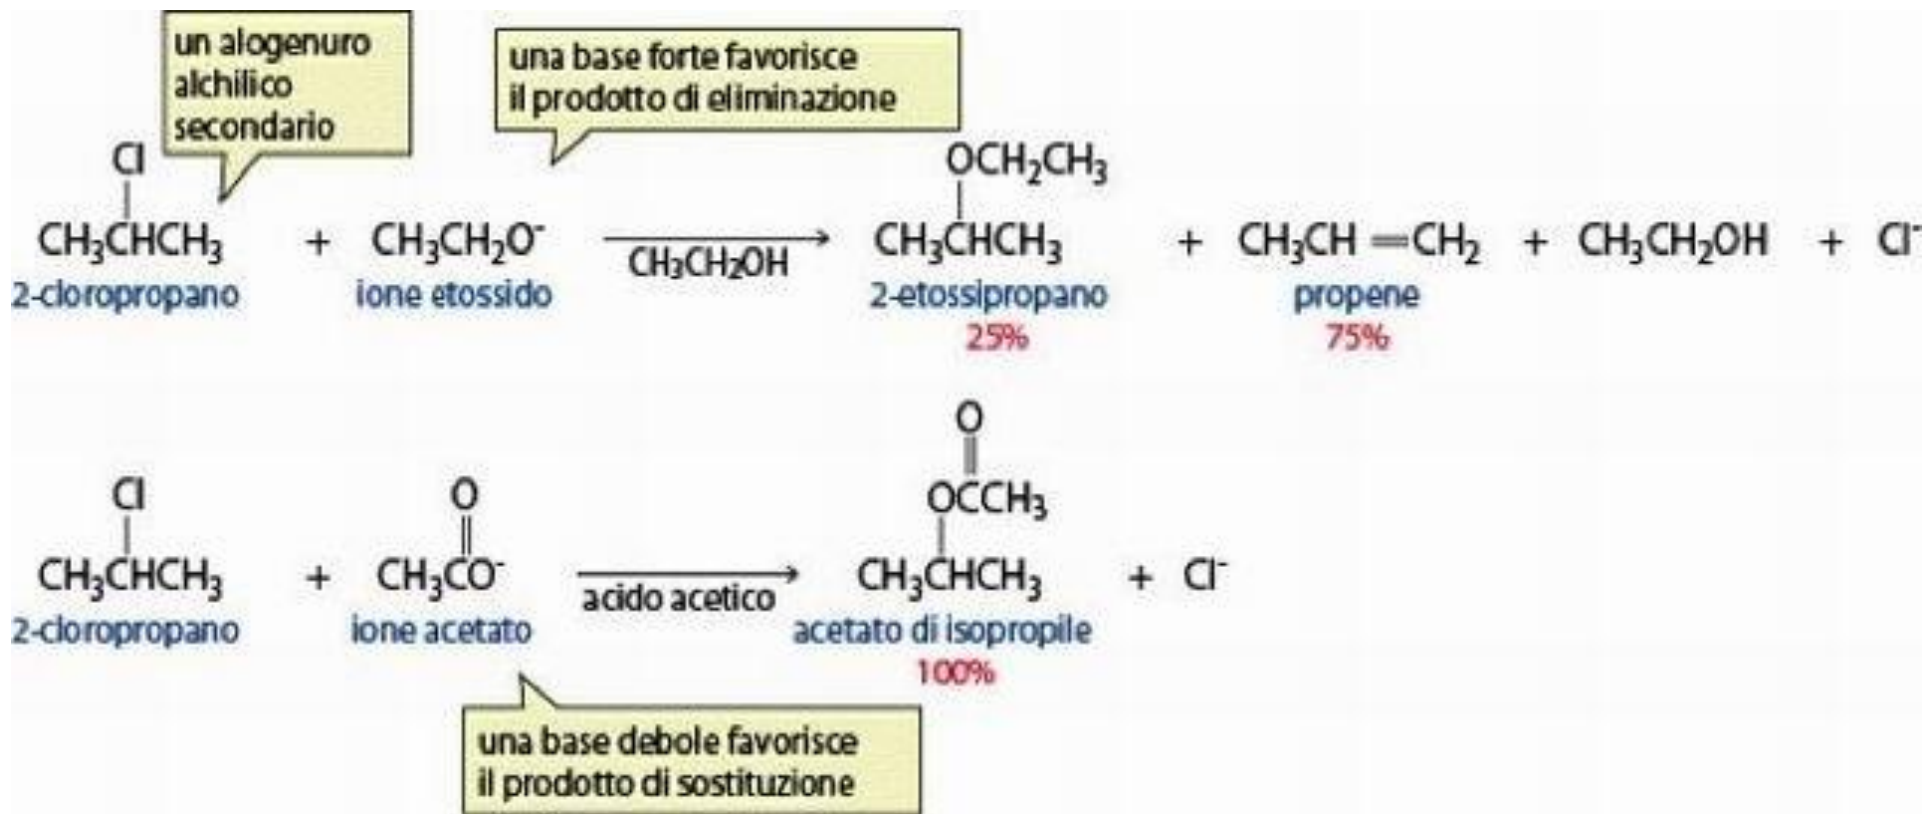 un alogenuro
alchilico
secondario
una base forte favorisce
il prodotto di eliminazione
Cl
OCH₂CH₃
CH₃CHCH₃ + CH₃CH₂O⁻ CH₃CH₂OH CH₃CHCH₃ + CH₃CH=CH₂ + CH₃CH₂OH + Cl⁻
2-cloropropano ione etossido 2-etossipropano propene
25% 75%
O
Cl O OCCH₃
CH₃CHCH₃ + CH₃CO⁻ acido acetico CH₃CHCH₃ + Cl⁻
2-cloropropano ione acetato acetato di isopropile
100%
una base debole favorisce
il prodotto di sostituzione